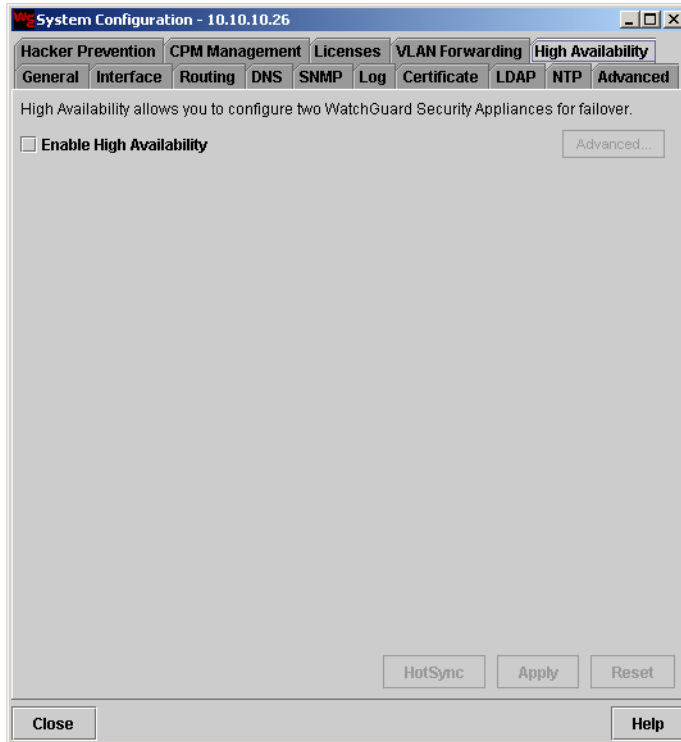 WG System Configuration - 10.10.10.26
Hacker Prevention CPM Management Licenses VLAN Forwarding High Availability
General Interface Routing DNS SNMP Log Certificate LDAP NTP Advanced
High Availability allows you to configure two WatchGuard Security Appliances for failover.
Enable High Availability Advanced...
HotSync Apply Reset
Close Help